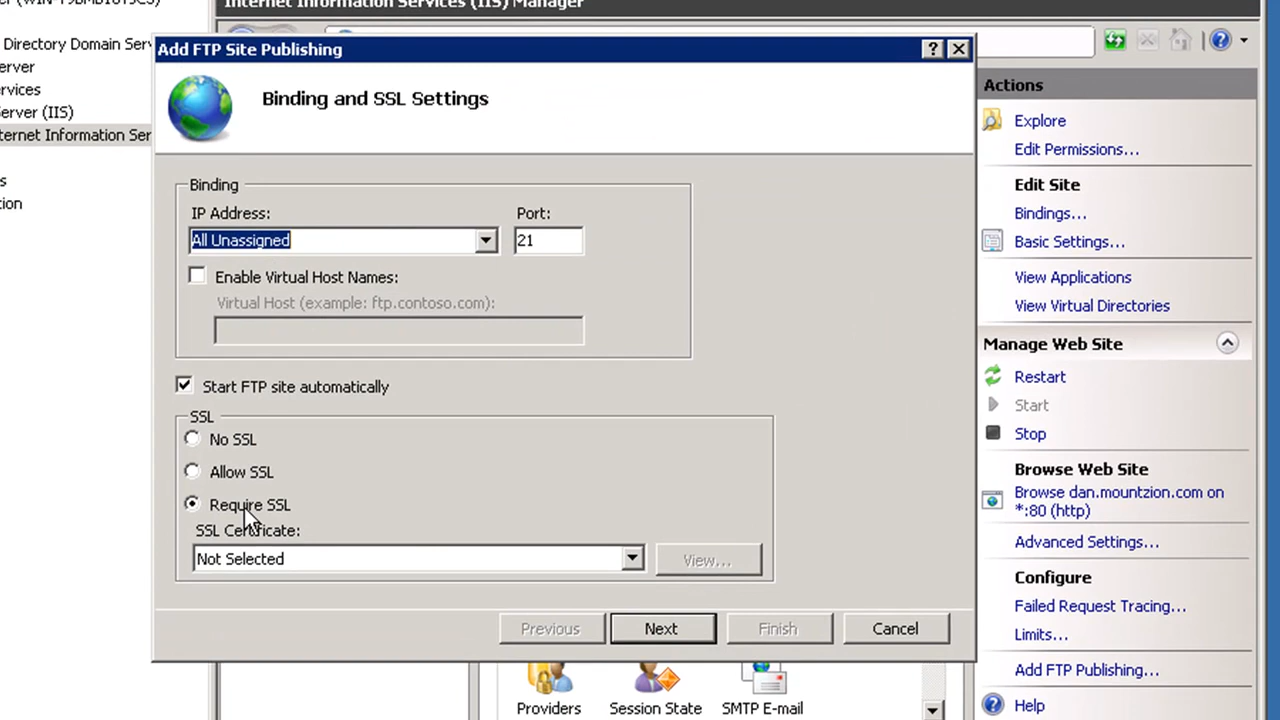 Internet Information Services (IIS) Manager
Directory Domain Serv
erver
ervices
Server (IIS)
ternet Information Ser
s
tion
Add FTP Site Publishing
Binding and SSL Settings
Binding
IP Address:
Port:
All Unassigned
21
Enable Virtual Host Names:
Virtual Host (example: ftp.contoso.com):
Start FTP site automatically
SSL
No SSL
Allow SSL
Require SSL
SSL Certificate:
Not Selected
View...
Previous
Next
Finish
Cancel
Providers
Session State
SMTP E-mail
Actions
Explore
Edit Permissions...
Edit Site
Bindings...
Basic Settings...
View Applications
View Virtual Directories
Manage Web Site
Restart
Start
Stop
Browse Web Site
Browse dan.mountzion.com on
*:80 (http)
Advanced Settings...
Configure
Failed Request Tracing...
Limits...
Add FTP Publishing...
Help